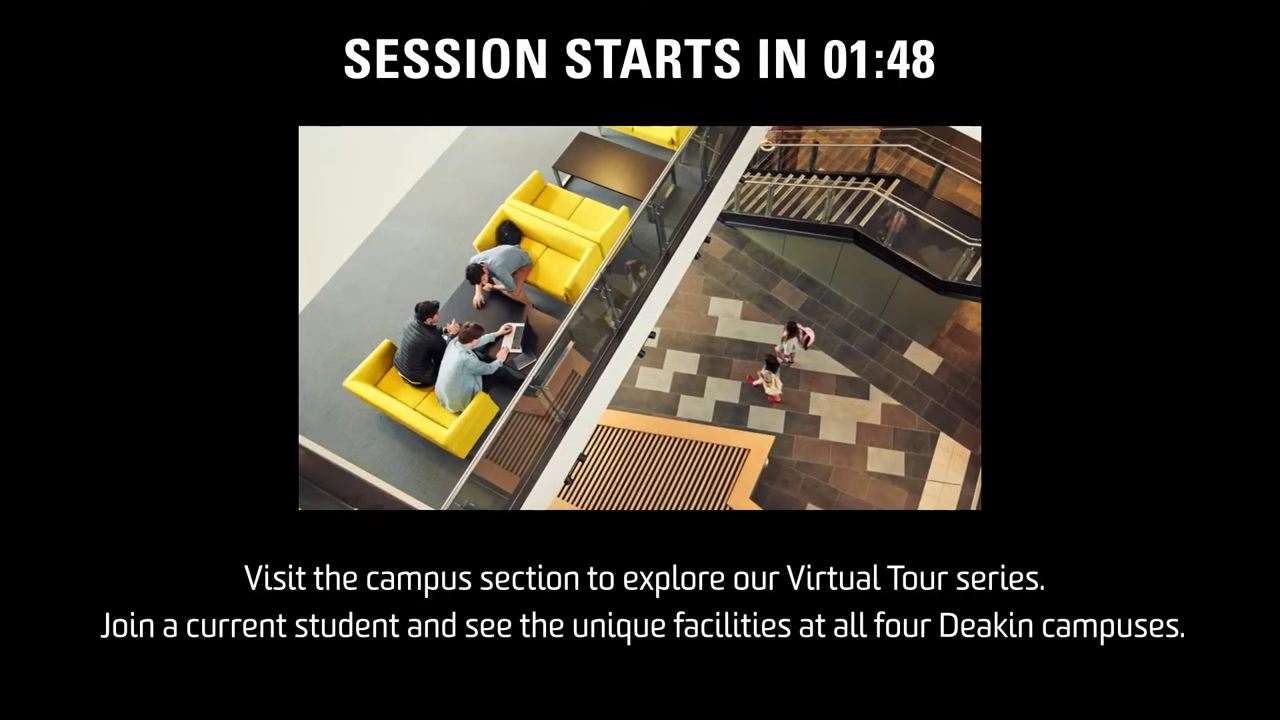 SESSION STARTS IN 01:48
Visit the campus section to explore our Virtual Tour series.
Join a current student and see the unique facilities at all four Deakin campuses.